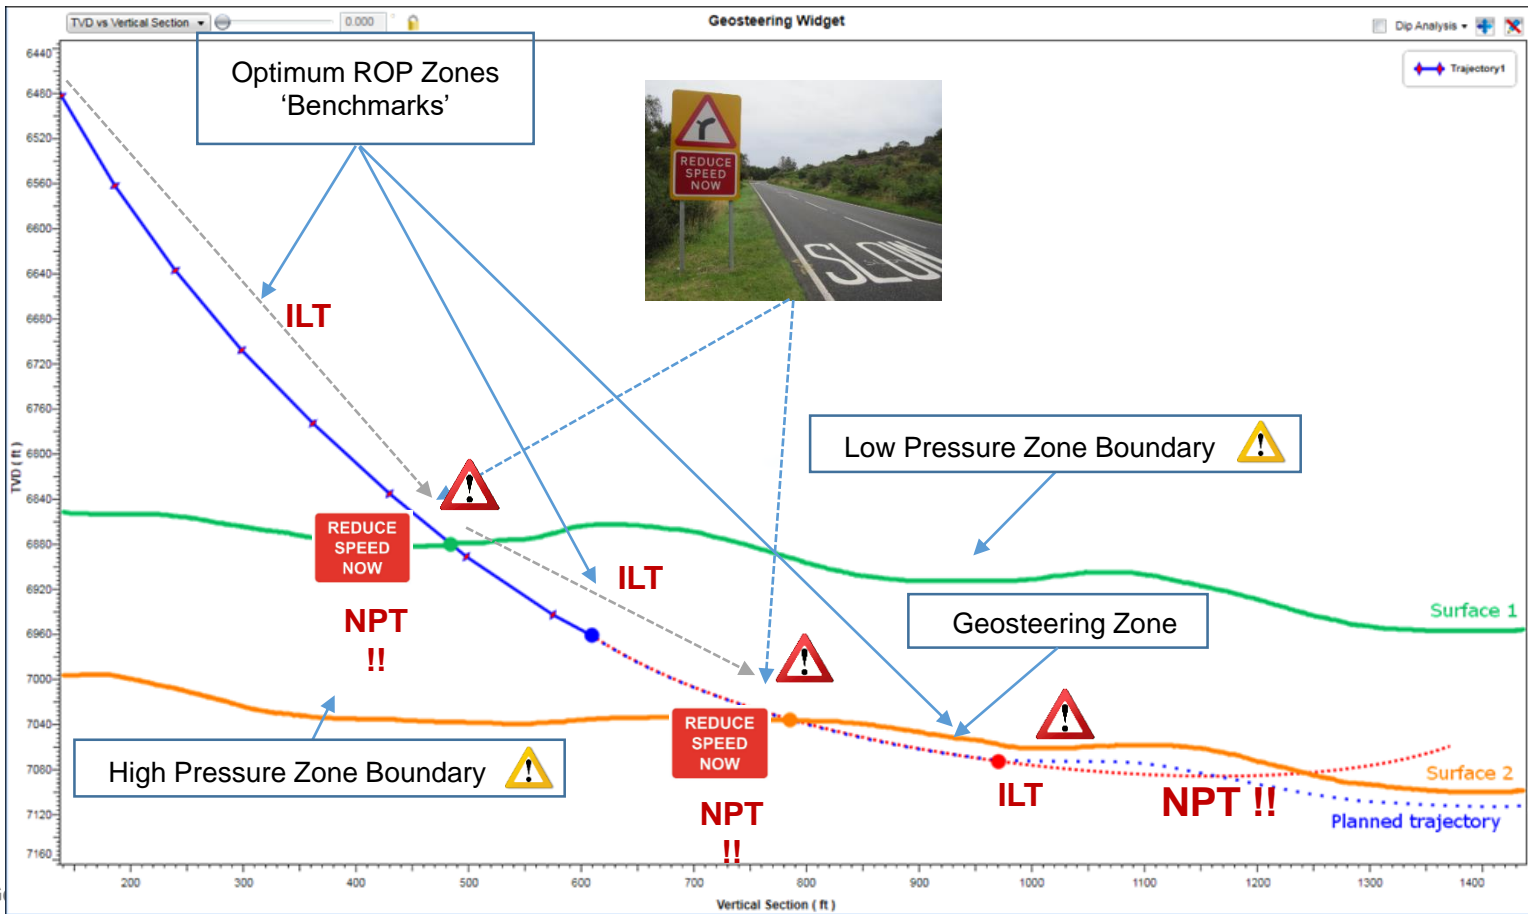 TVD vs Vertical Section
0.000
Geosteering Widget
Dip Analysis
Trajectory1
Optimum ROP Zones
‘Benchmarks’
REDUCE
SPEED
NOW
SLOW
ILT
Low Pressure Zone Boundary
REDUCE
SPEED
NOW
ILT
NPT
!!
Geosteering Zone
Surface 1
High Pressure Zone Boundary
REDUCE
SPEED
NOW
NPT
!!
ILT
NPT !!
Surface 2
Planned trajectory
TVD ( ft )
6440
6480
6520
6560
6600
6640
6680
6720
6760
6800
6840
6880
6920
6960
7000
7040
7080
7120
7160
200
300
400
500
600
700
800
900
1000
1100
1200
1300
1400
Vertical Section ( ft )